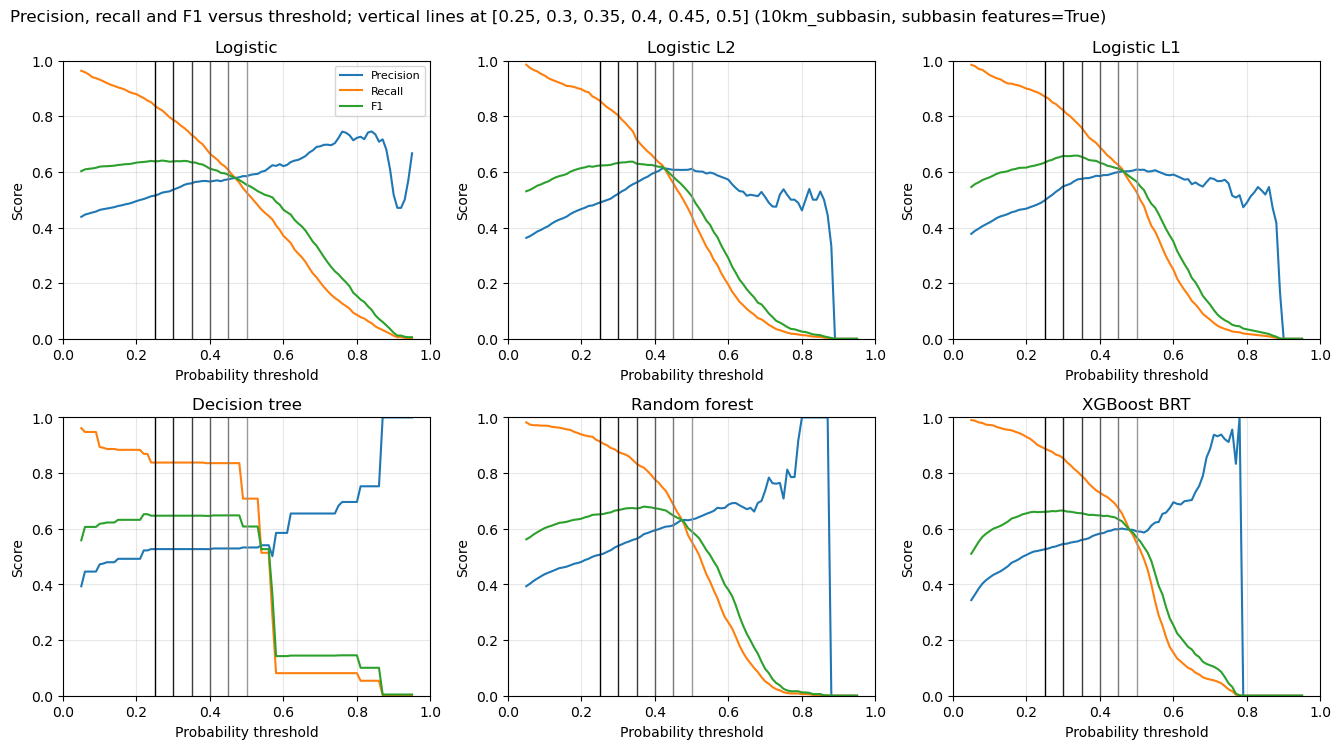 Precision, recall and F1 versus threshold; vertical lines at [0.25, 0.3, 0.35, 0.4, 0.45, 0.5] (10km_subbasin, subbasin features=True)
Logistic
Logistic L2
Logistic L1
Precision
Recall
F1
Score
1.0
0.8
0.6
0.4
0.2
0.0
0.0 0.2 0.4 0.6 0.8 1.0
Probability threshold
Score
1.0
0.8
0.6
0.4
0.2
0.0
0.0 0.2 0.4 0.6 0.8 1.0
Probability threshold
Score
1.0
0.8
0.6
0.4
0.2
0.0
0.0 0.2 0.4 0.6 0.8 1.0
Probability threshold
Decision tree
Random forest
XGBoost BRT
Score
1.0
0.8
0.6
0.4
0.2
0.0
0.0 0.2 0.4 0.6 0.8 1.0
Probability threshold
Score
1.0
0.8
0.6
0.4
0.2
0.0
0.0 0.2 0.4 0.6 0.8 1.0
Probability threshold
Score
1.0
0.8
0.6
0.4
0.2
0.0
0.0 0.2 0.4 0.6 0.8 1.0
Probability threshold